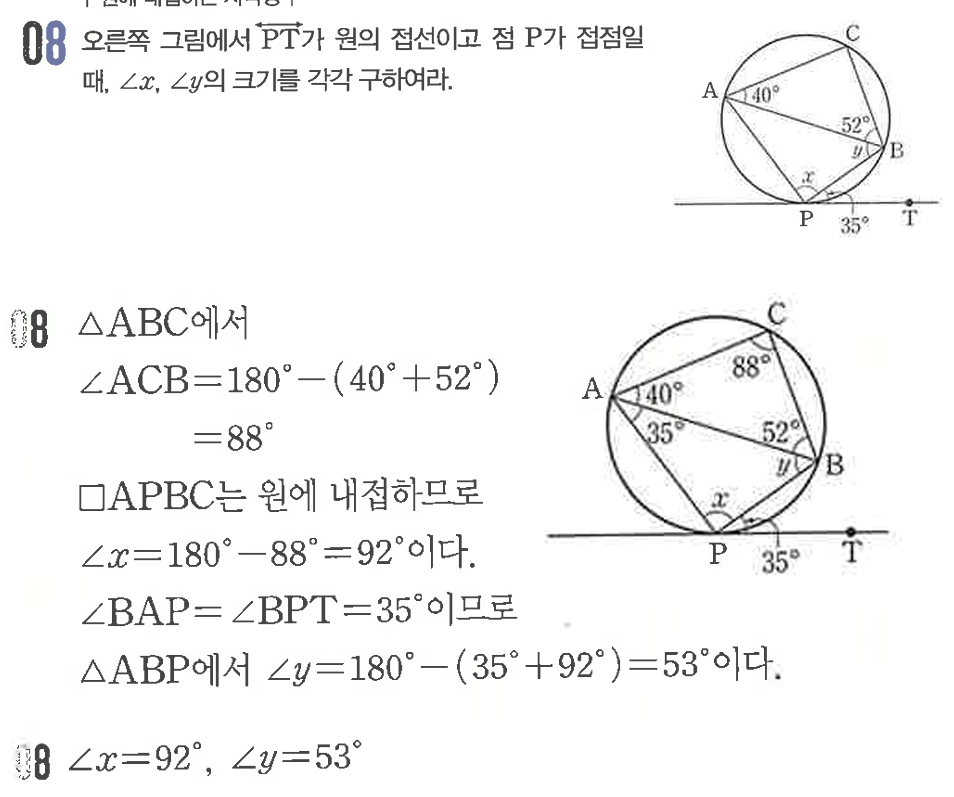 08 오른쪽 그림에서 PT가 원의 접선이고 점 P가 접점일
때, ∠x, ∠y의 크기를 각각 구하여라.
C
A
40°
52°
B
y
x
P
35°
T
08 △ABC에서
∠ACB=180°-(40°+52°)
=88°
□APBC는 원에 내접하므로
∠x=180°-88°=92°이다.
∠BAP=∠BPT=35°이므로
△ABP에서 ∠y=180°-(35°+92°)=53°이다.
C
88°
A
40°
35°
52°
y
B
x
P
35°
T
08 ∠x=92°, ∠y=53°